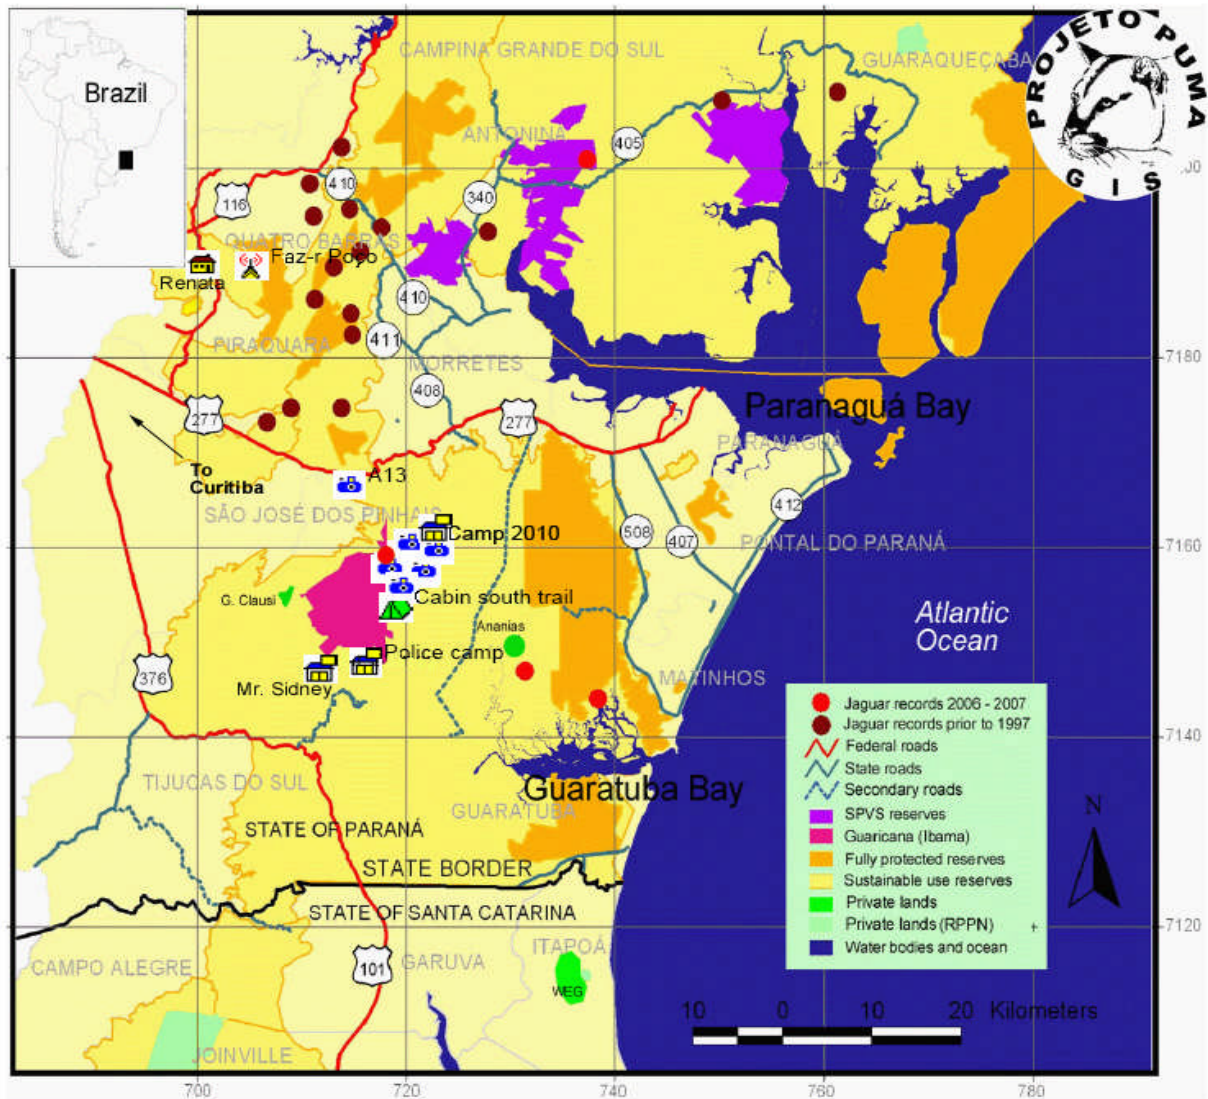 Brazil
PROJETO PUMA
GIS
CAMPINA GRANDE DO SUL
GUARAQUEÇABA
ANTONINA
405
410
340
116
QUATRO BARRAS
Faz-r Poço
Renata
410
411
PIRAQUARA
MORRETES
408
7180
277
277
Paranaguá Bay
PARANAGUÁ
To
Curitiba
A13
SÃO JOSÉ DOS PINHAIS
412
508
407
Camp 2010
PONTAL DO PARANÁ
7160
G. Clausi
Cabin south trail
Ananias
Atlantic
Ocean
Police camp
376
Mr. Sidney
MATINHOS
Jaguar records 2006 - 2007
Jaguar records prior to 1997
Federal roads
State roads
Secondary roads
SPVS reserves
Guaricana (Ibama)
Fully protected reserves
Sustainable use reserves
Private lands
Private lands (RPPN)
Water bodies and ocean
7140
TIJUCAS DO SUL
Guaratuba Bay
GUARATUBA
N
STATE OF PARANÁ
STATE BORDER
STATE OF SANTA CATARINA
7120
ITAPOÁ
CAMPO ALEGRE
101
GARUVA
WEG
10 0 10 20 Kilometers
JOINVILLE
700 720 740 760 780